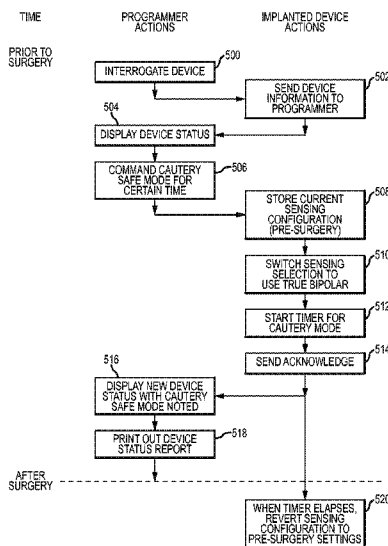 TIME
PROGRAMMER
ACTIONS
IMPLANTED DEVICE
ACTIONS
PRIOR TO
SURGERY
500
INTERROGATE DEVICE
502
SEND DEVICE
INFORMATION TO
PROGRAMMER
504
DISPLAY DEVICE STATUS
506
COMMAND CAUTERY
SAFE MODE FOR
CERTAIN TIME
508
STORE CURRENT
SENSING
CONFIGURATION
(PRE-SURGERY)
510
SWITCH SENSING
SELECTION TO
USE TRUE BIPOLAR
512
START TIMER FOR
CAUTERY MODE
514
SEND ACKNOWLEDGE
516
DISPLAY NEW DEVICE
STATUS WITH CAUTERY
SAFE MODE NOTED
518
PRINT OUT DEVICE
STATUS REPORT
AFTER
SURGERY
520
WHEN TIMER ELAPSES,
REVERT SENSING
CONFIGURATION TO
PRE-SURGERY SETTINGS